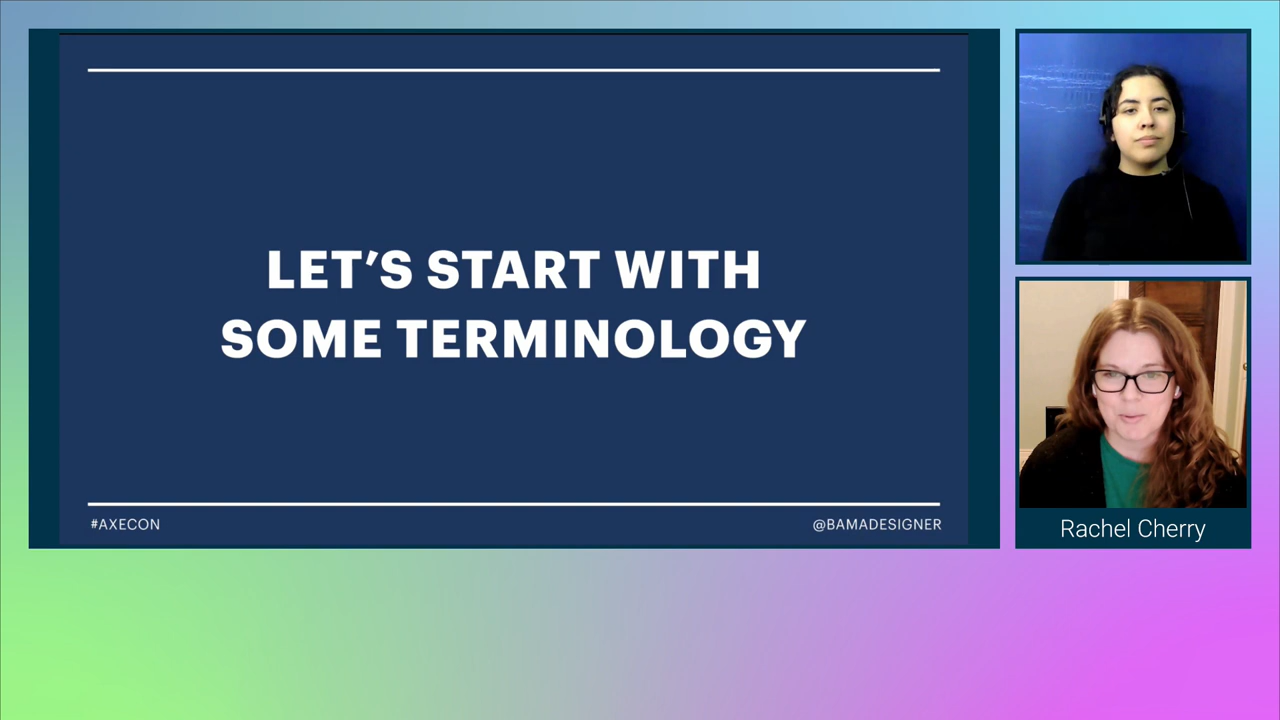 LET’S START WITH
SOME TERMINOLOGY
#AXECON
@BAMADESIGNER
Rachel Cherry